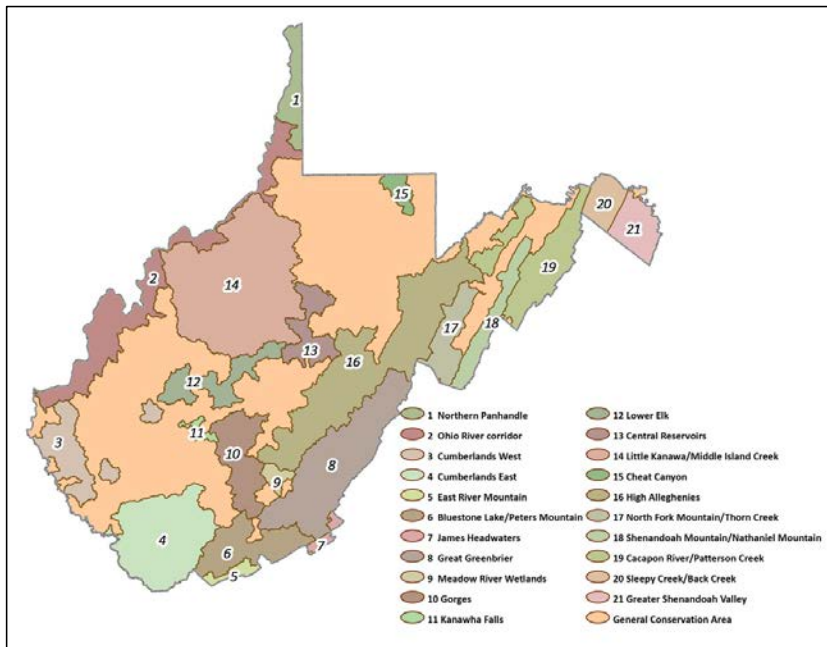 1
15
20
21
2
14
19
18
17
13
16
12
3
11
10
8
9
4
6
7
5
1 Northern Panhandle
2 Ohio River corridor
3 Cumberlands West
4 Cumberlands East
5 East River Mountain
6 Bluestone Lake/Peters Mountain
7 James Headwaters
8 Great Greenbrier
9 Meadow River Wetlands
10 Gorges
11 Kanawha Falls
12 Lower Elk
13 Central Reservoirs
14 Little Kanawa/Middle Island Creek
15 Cheat Canyon
16 High Alleghenies
17 North Fork Mountain/Thorn Creek
18 Shenandoah Mountain/Nathaniel Mountain
19 Cacapon River/Patterson Creek
20 Sleepy Creek/Back Creek
21 Greater Shenandoah Valley
General Conservation Area